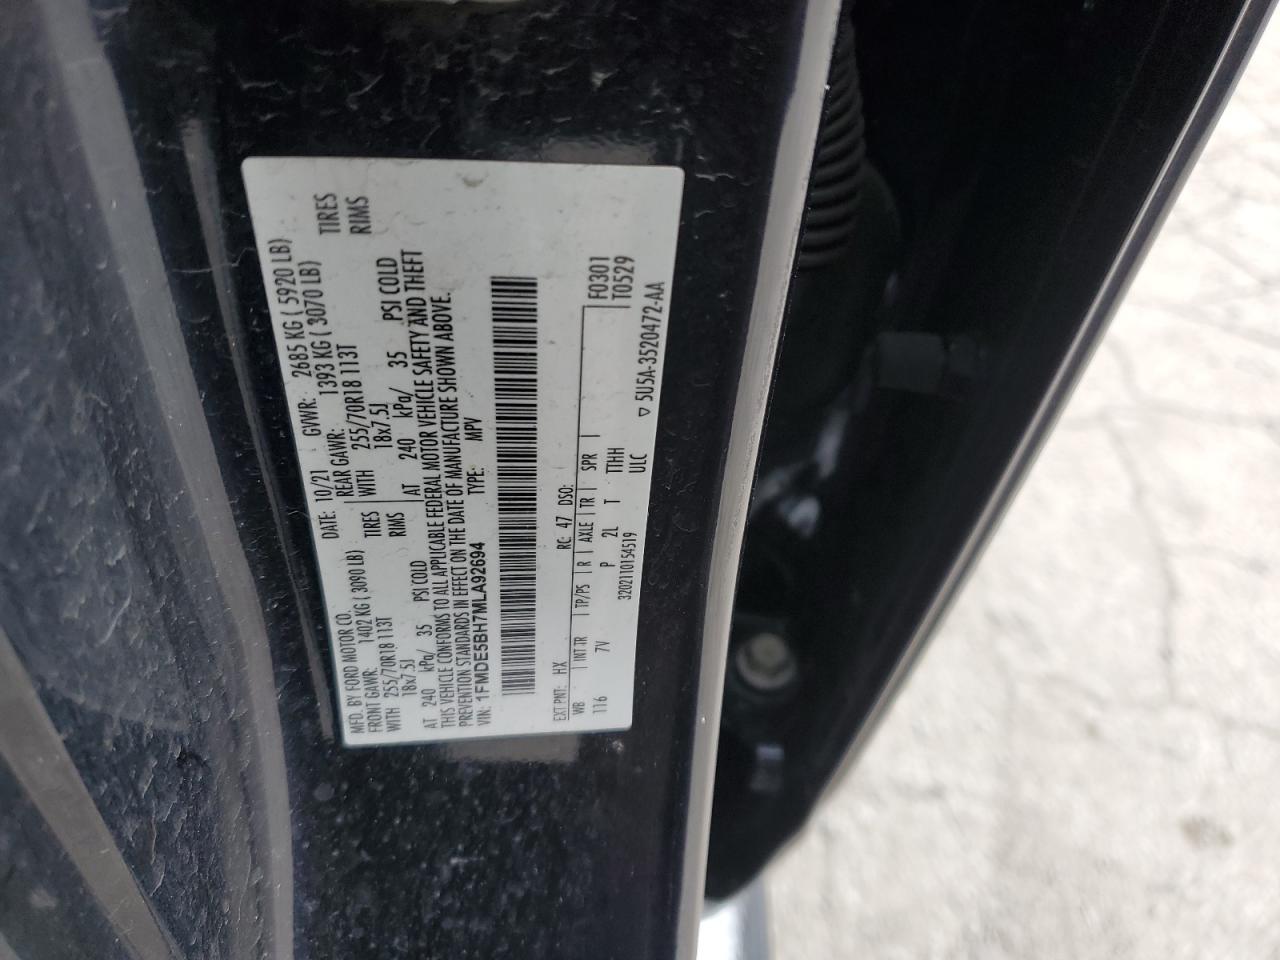 MFD. BY FORD MOTOR CO. DATE: 10/21 GVWR: 2685 KG ( 5920 LB)
FRONT GAWR: 1402 KG ( 3090 LB) REAR GAWR: 1393 KG ( 3070 LB)
WITH 255/70R18 113T TIRES WITH 255/70R18 113T TIRES
18x7.5J RIMS 18x7.5J RIMS
AT 240 kPa/ 35 PSI COLD AT 240 kPa/ 35 PSI COLD
THIS VEHICLE CONFORMS TO ALL APPLICABLE FEDERAL MOTOR VEHICLE SAFETY AND THEFT
PREVENTION STANDARDS IN EFFECT ON THE DATE OF MANUFACTURE SHOWN ABOVE.
VIN: 1FMDE5BH7MLA92694 TYPE: MPV
EXT PNT: HX RC: 47 DSO: F0301
WB INT TR TP/PS R AXLE TR SPR T0529
116 7V P 2L T TTHH
3202110154519 ULC ▽ 5U5A-3520472-AA